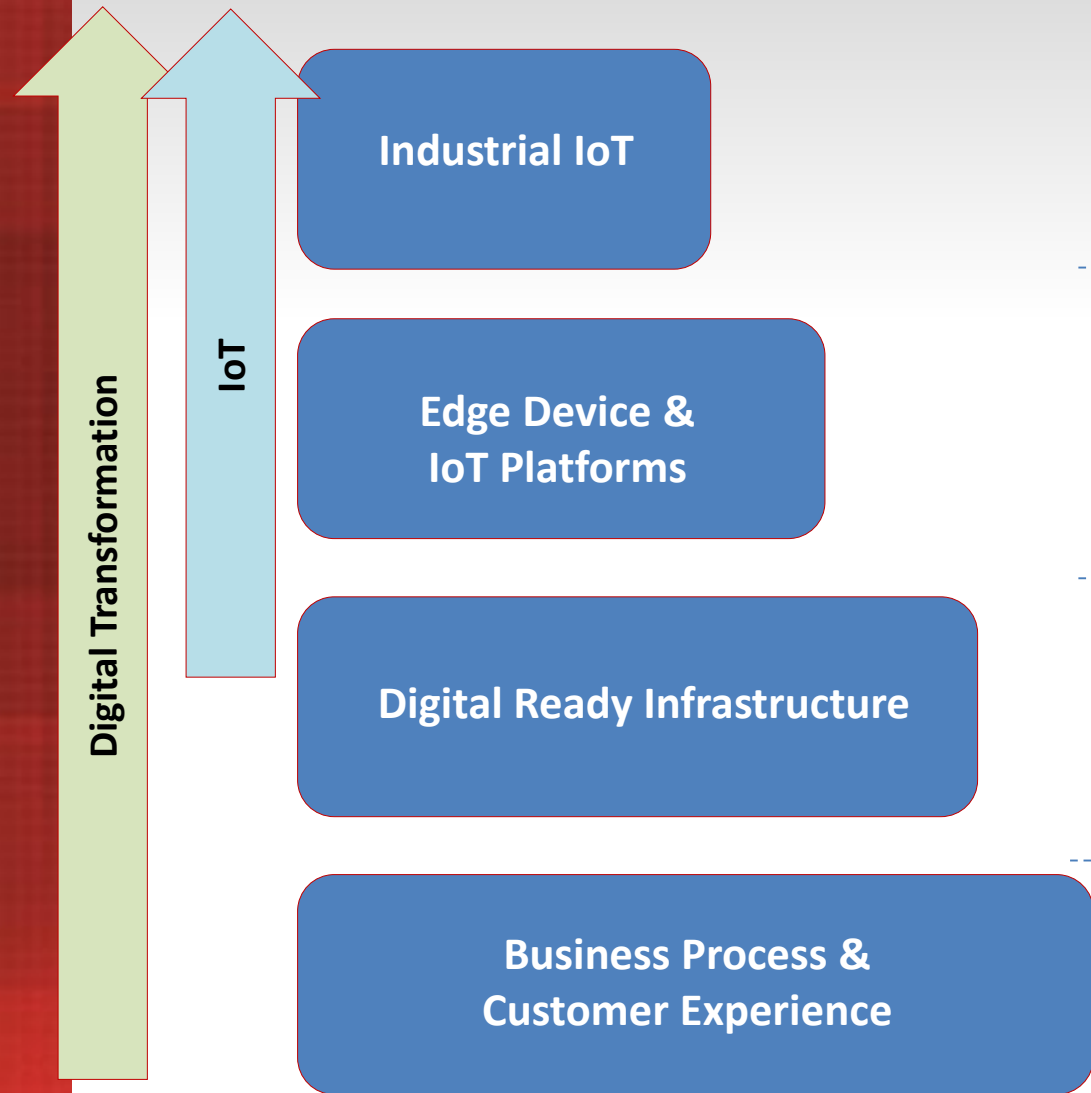 Industrial IoT
IoT
Edge Device &
IoT Platforms
Digital Transformation
Digital Ready Infrastructure
Business Process &
Customer Experience